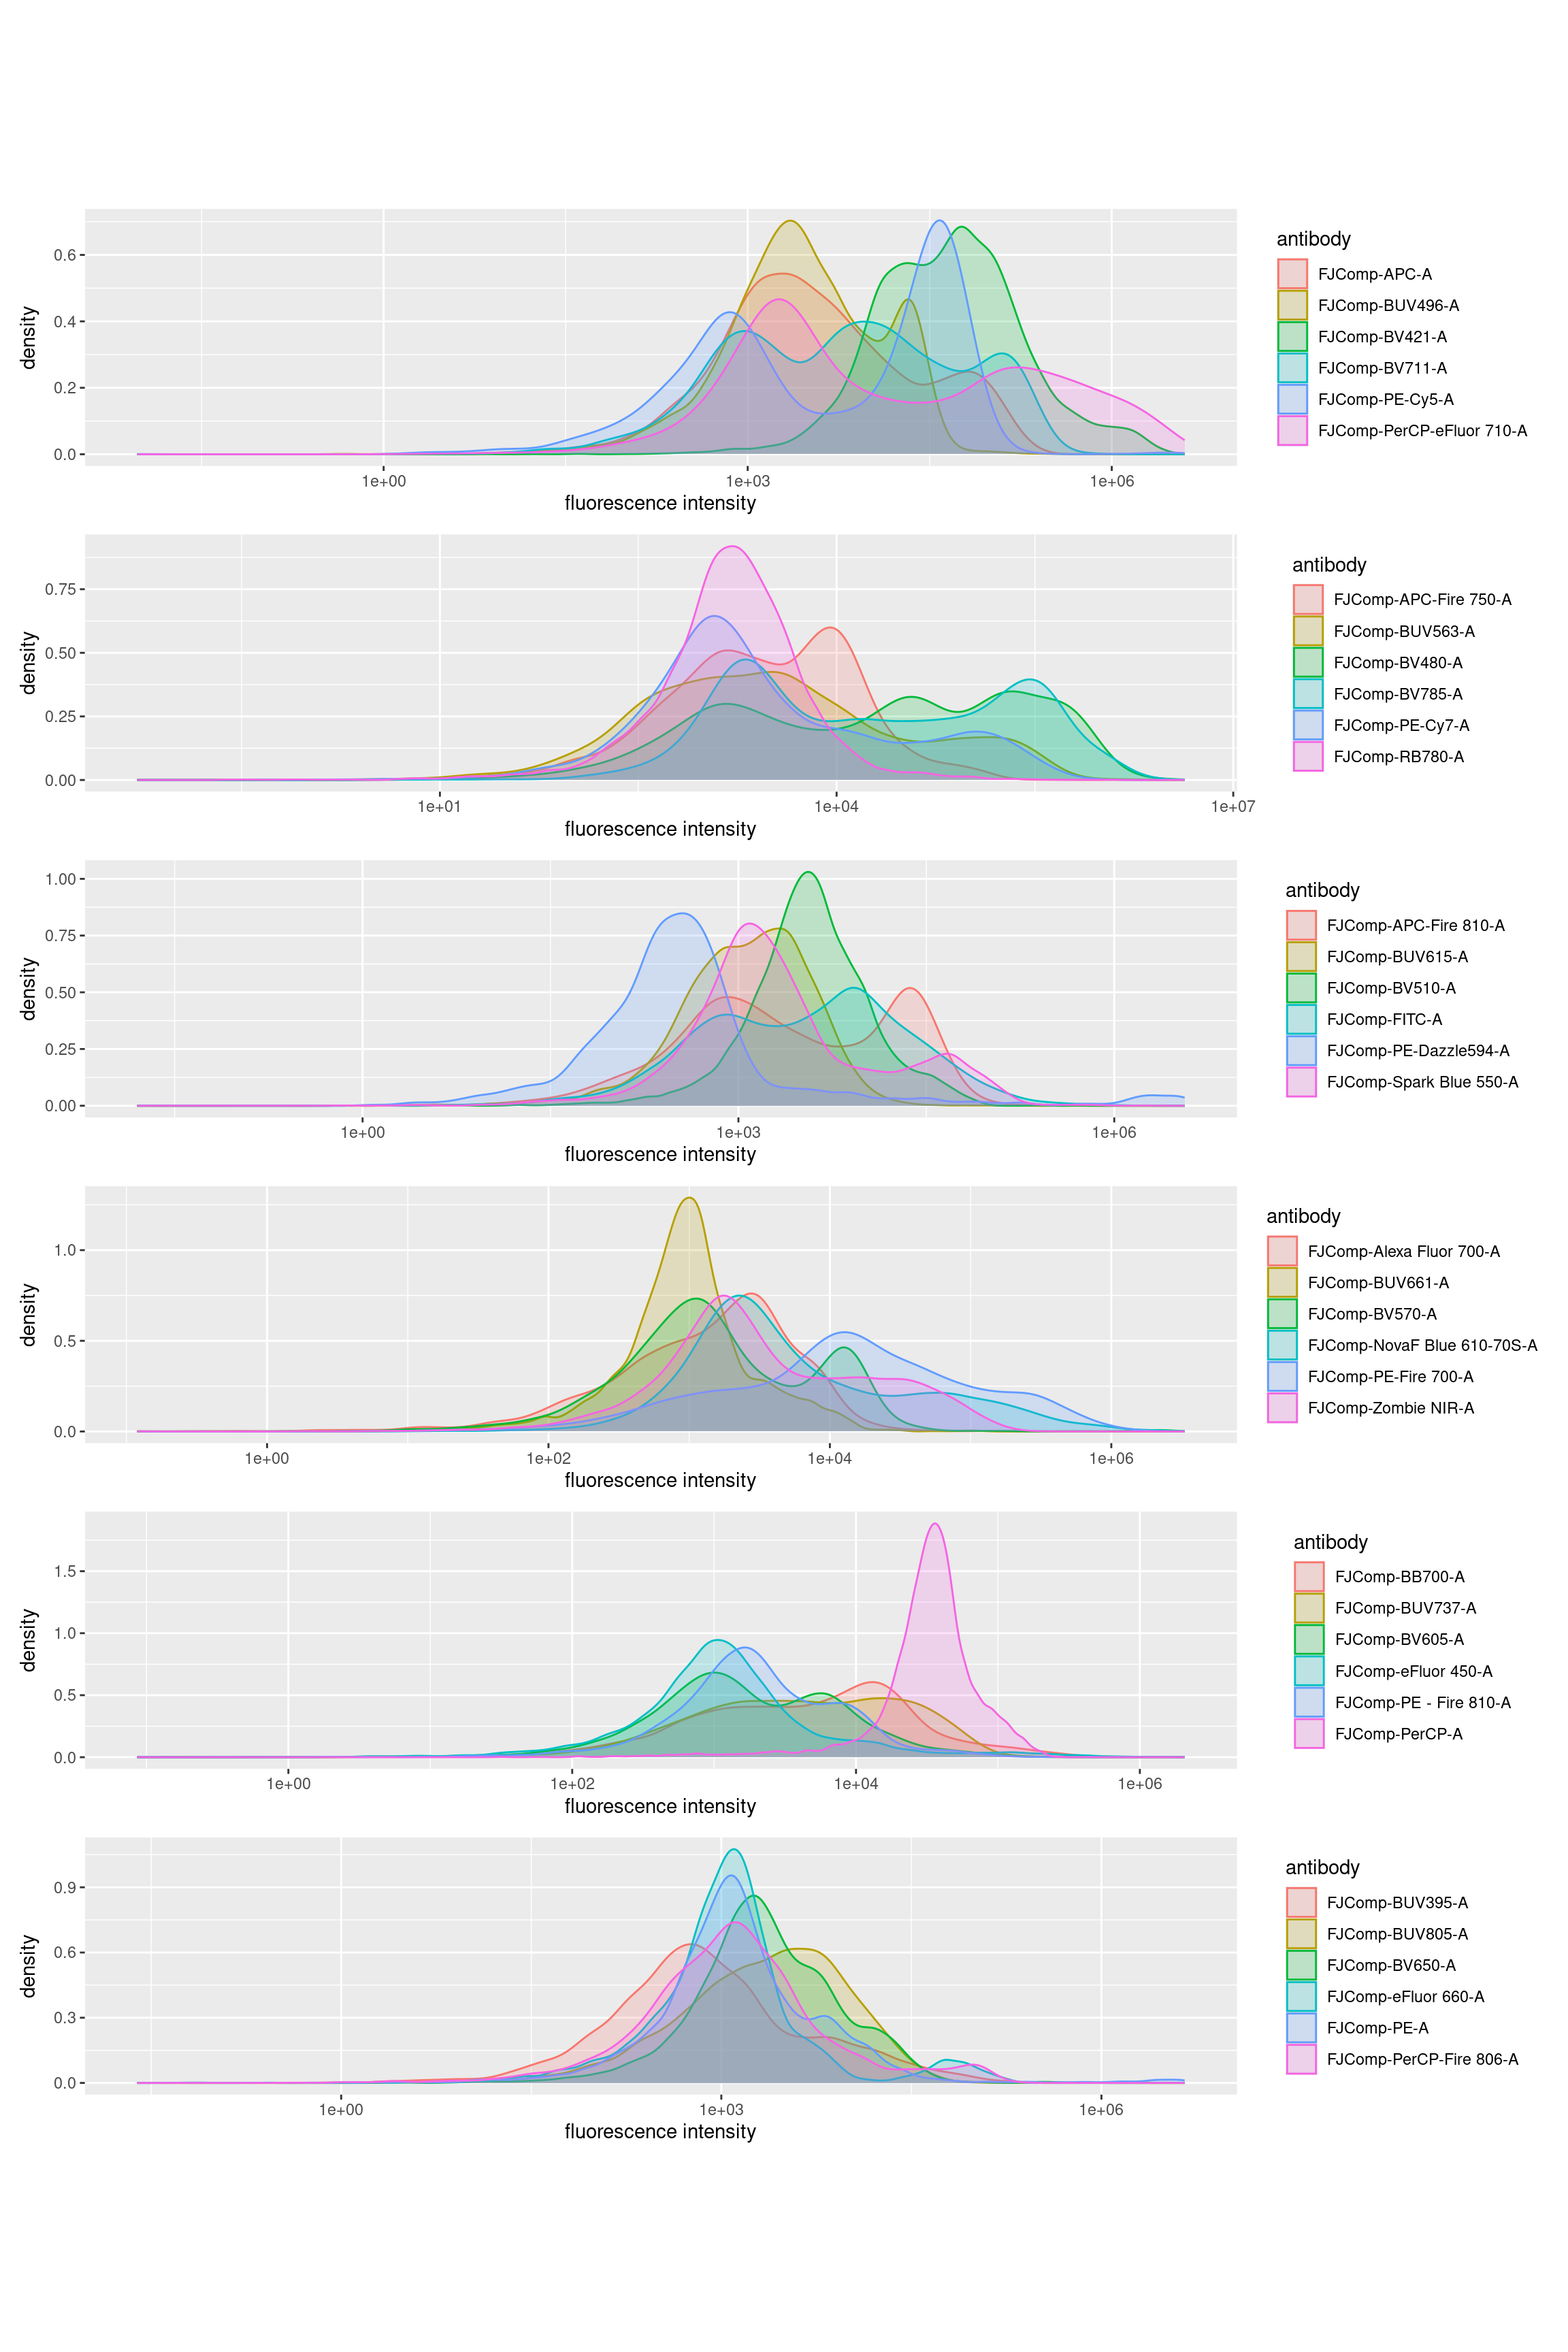 density
0.6
0.4
0.2
0.0
1e+00 1e+03 1e+06
fluorescence intensity
antibody
FJComp-APC-A
FJComp-BUV496-A
FJComp-BV421-A
FJComp-BV711-A
FJComp-PE-Cy5-A
FJComp-PerCP-eFluor 710-A
density
0.75
0.50
0.25
0.00
1e+01 1e+04 1e+07
fluorescence intensity
antibody
FJComp-APC-Fire 750-A
FJComp-BUV563-A
FJComp-BV480-A
FJComp-BV785-A
FJComp-PE-Cy7-A
FJComp-RB780-A
density
1.00
0.75
0.50
0.25
0.00
1e+00 1e+03 1e+06
fluorescence intensity
antibody
FJComp-APC-Fire 810-A
FJComp-BUV615-A
FJComp-BV510-A
FJComp-FITC-A
FJComp-PE-Dazzle594-A
FJComp-Spark Blue 550-A
density
1.0
0.5
0.0
1e+00 1e+02 1e+04 1e+06
fluorescence intensity
antibody
FJComp-Alexa Fluor 700-A
FJComp-BUV661-A
FJComp-BV570-A
FJComp-NovaF Blue 610-70S-A
FJComp-PE-Fire 700-A
FJComp-Zombie NIR-A
density
1.5
1.0
0.5
0.0
1e+00 1e+02 1e+04 1e+06
fluorescence intensity
antibody
FJComp-BB700-A
FJComp-BUV737-A
FJComp-BV605-A
FJComp-eFluor 450-A
FJComp-PE - Fire 810-A
FJComp-PerCP-A
density
0.9
0.6
0.3
0.0
1e+00 1e+03 1e+06
fluorescence intensity
antibody
FJComp-BUV395-A
FJComp-BUV805-A
FJComp-BV650-A
FJComp-eFluor 660-A
FJComp-PE-A
FJComp-PerCP-Fire 806-A